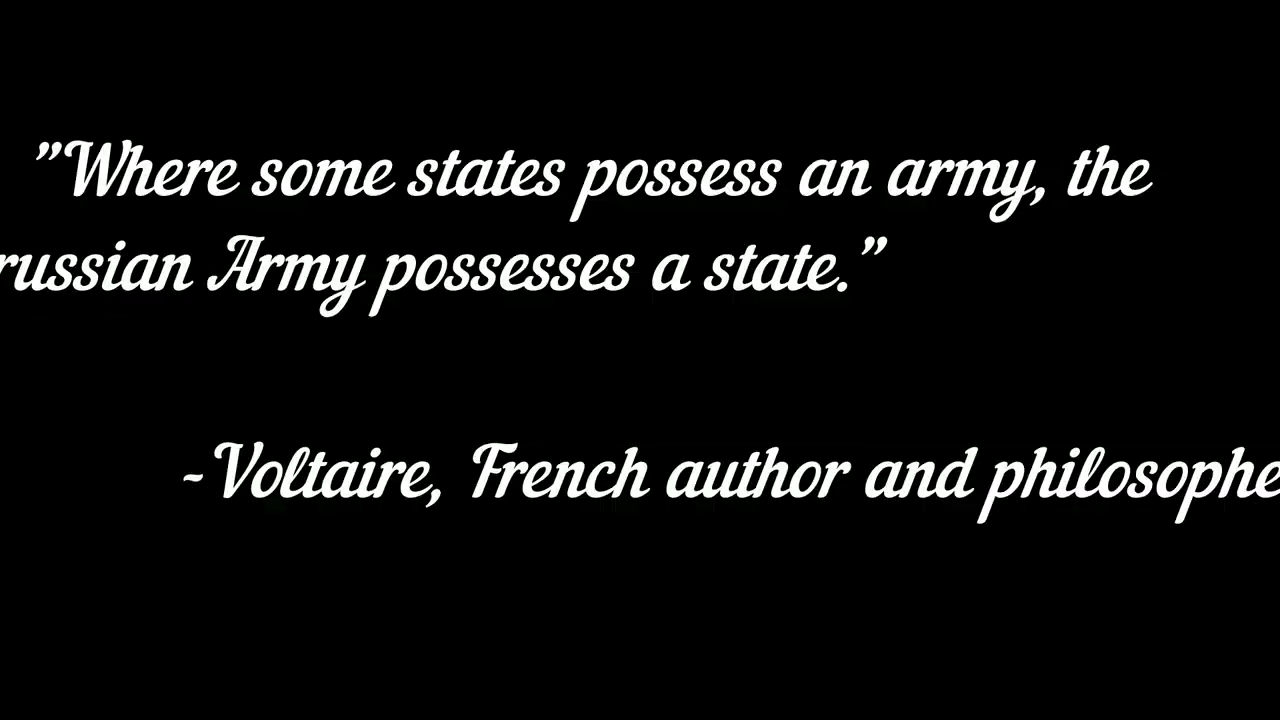 "Where some states possess an army, the
russian Army possesses a state."
-Voltaire, French author and philosophe